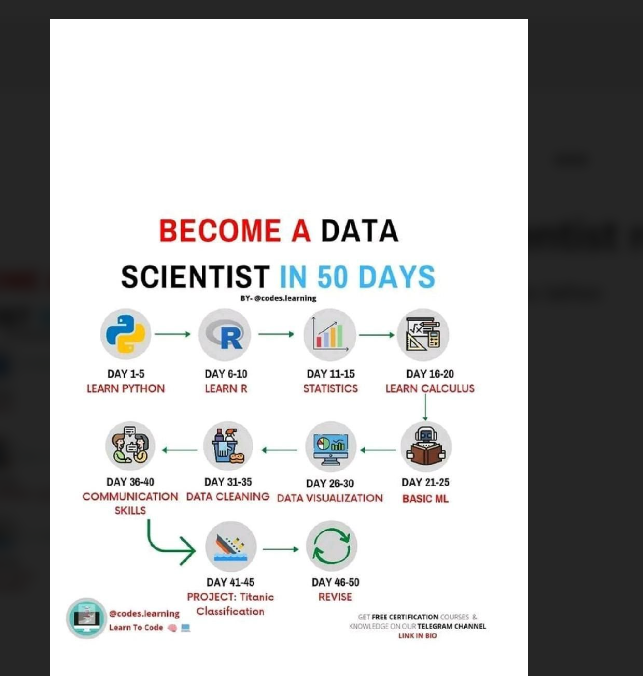 BECOME A DATA
SCIENTIST IN 50 DAYS
BY- @codes.learning
DAY 1-5
LEARN PYTHON
DAY 6-10
LEARN R
DAY 11-15
STATISTICS
DAY 16-20
LEARN CALCULUS
DAY 36-40
COMMUNICATION
SKILLS
DAY 31-35
DATA CLEANING
DAY 26-30
DATA VISUALIZATION
DAY 21-25
BASIC ML
DAY 41-45
PROJECT: Titanic
Classification
DAY 46-50
REVISE
@codes.learning
Learn To Code
GET FREE CERTIFICATION COURSES &
KNOWLEDGE ON OUR TELEGRAM CHANNEL
LINK IN BIO